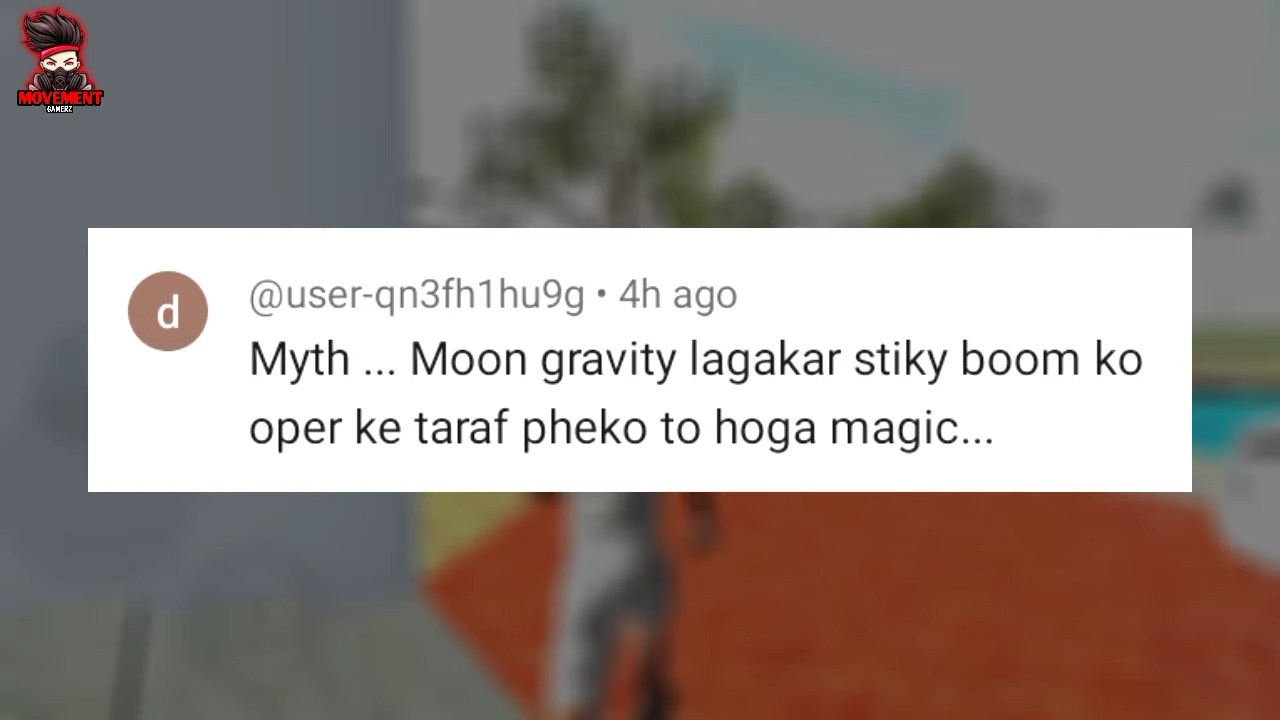 MOVEMENT
GAMERZ
d
@user-qn3fh1hu9g • 4h ago
Myth ... Moon gravity lagakar stiky boom ko
oper ke taraf pheko to hoga magic...